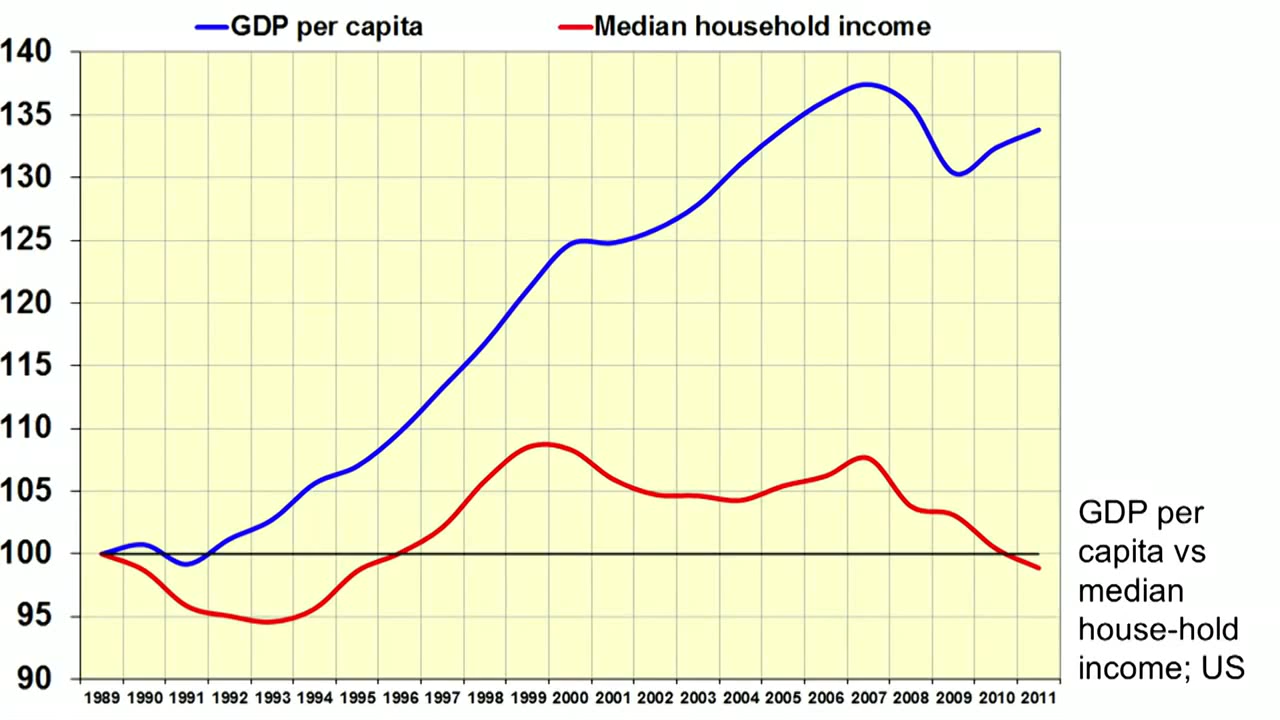 GDP per capita Median household income
140
135
130
125
120
115
110
105
100
95
90
1989 1990 1991 1992 1993 1994 1995 1996 1997 1998 1999 2000 2001 2002 2003 2004 2005 2006 2007 2008 2009 2010 2011
GDP per
capita vs
median
house-hold
income; US